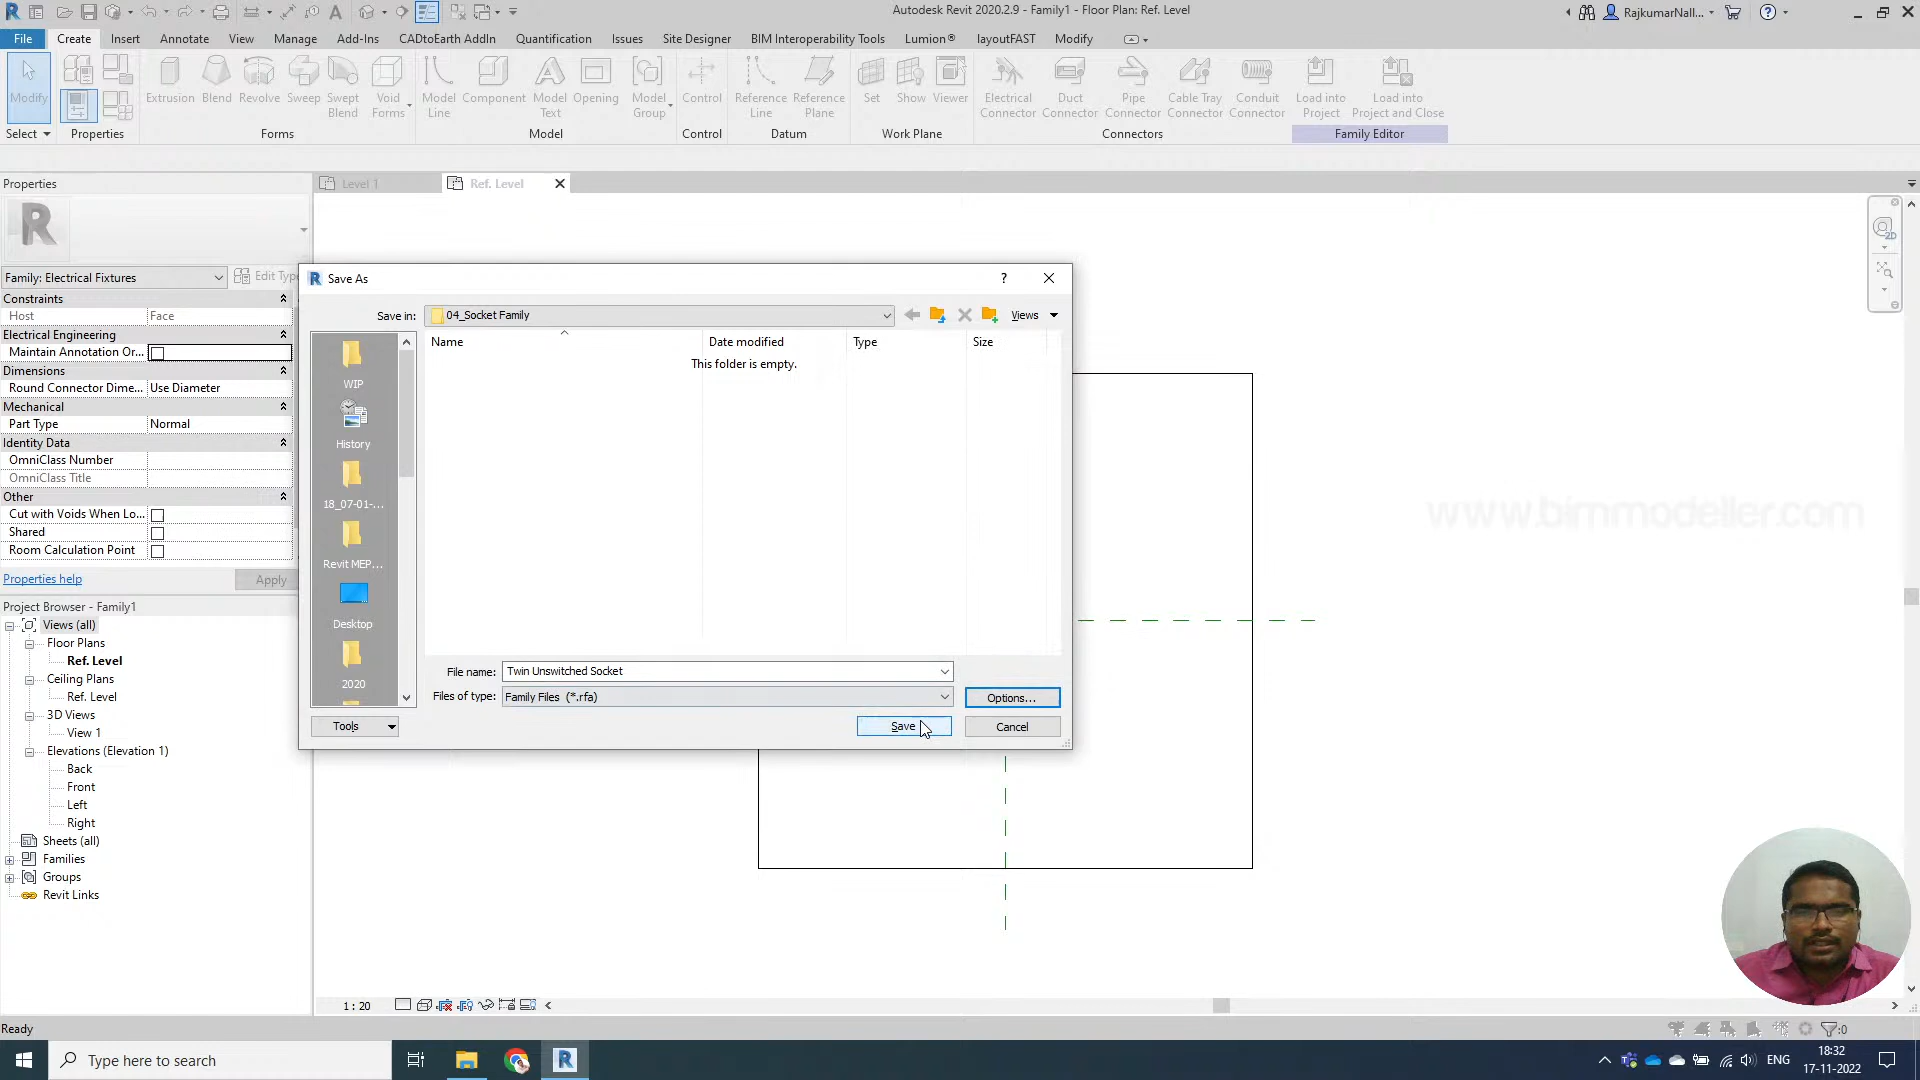 Autodesk Revit 2020.2.9 - Family1 - Floor Plan: Ref. Level
RajkumarNall...
File Create Insert Annotate View Manage Add-Ins CADtoEarth AddIn Quantification Issues Site Designer BIM Interoperability Tools Lumion® layoutFAST Modify
Modify
Extrusion Blend Revolve Sweep Swept Blend Void Forms
Model Line Component Model Text Opening Model Group
Control
Reference Line Reference Plane
Set Show Viewer
Electrical Connector Duct Connector Pipe Connector Cable Tray Connector Conduit Connector
Load into Project Load into Project and Close
Select Properties Forms Model Control Datum Work Plane Connectors Family Editor
Properties
Level 1
Ref. Level
R
Family: Electrical Fixtures
Edit Type
Constraints
Host Face
Electrical Engineering
Maintain Annotation Or...
Dimensions
Round Connector Dime... Use Diameter
Mechanical
Part Type Normal
Identity Data
OmniClass Number
OmniClass Title
Other
Cut with Voids When Lo...
Shared
Room Calculation Point
Properties help
Apply
Project Browser - Family1
Views (all)
Floor Plans
Ref. Level
Ceiling Plans
Ref. Level
3D Views
View 1
Elevations (Elevation 1)
Back
Front
Left
Right
Sheets (all)
Families
Groups
Revit Links
Save As
?
Save in: 04_Socket Family
Views
Name Date modified Type Size
This folder is empty.
WIP
History
18_07-01-...
Revit MEP...
Desktop
2020
File name: Twin Unswitched Socket
Files of type: Family Files (*.rfa)
Options...
Tools
Save
Cancel
2D
www.bimmodeller.com
1 : 20
Ready
:0
Type here to search
ENG
18:32
17-11-2022